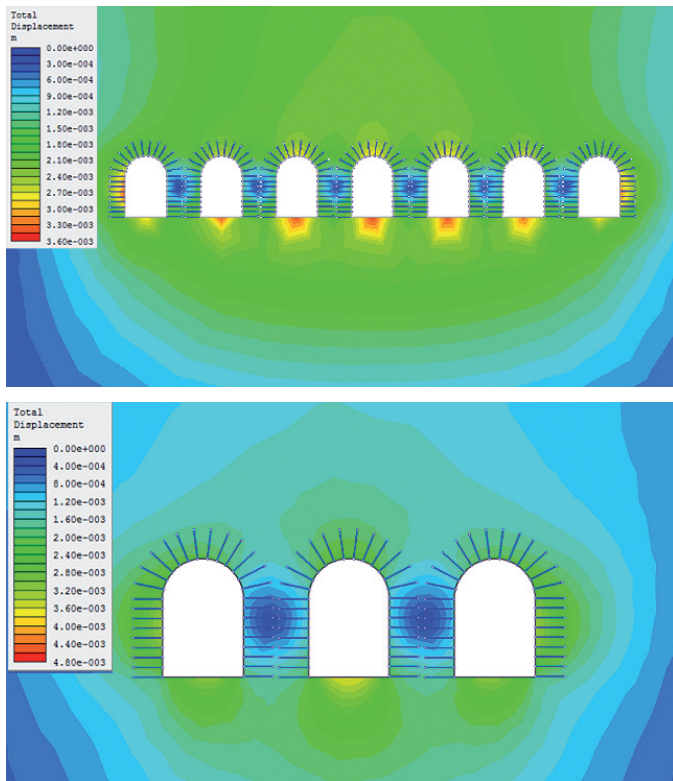 Total
Displacement
m
0.00e+000
3.00e-004
6.00e-004
9.00e-004
1.20e-003
1.50e-003
1.80e-003
2.10e-003
2.40e-003
2.70e-003
3.00e-003
3.30e-003
3.60e-003
Total
Displacement
m
0.00e+000
4.00e-004
8.00e-004
1.20e-003
1.60e-003
2.00e-003
2.40e-003
2.80e-003
3.20e-003
3.60e-003
4.00e-003
4.40e-003
4.80e-003